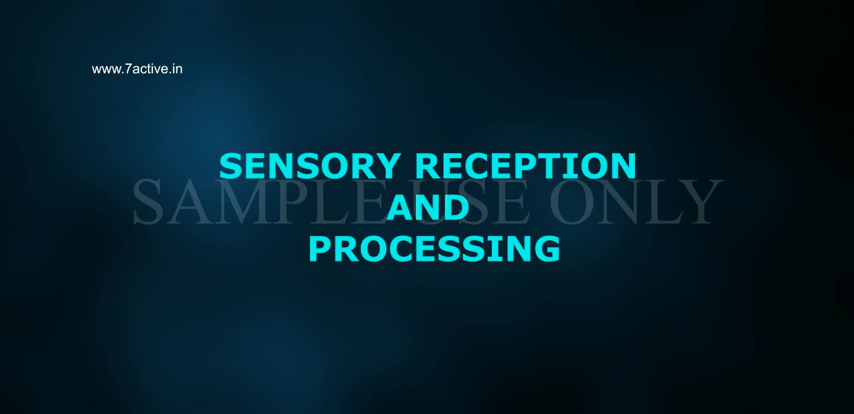 www.7active.in
SENSORY RECEPTION
SAMPLE USE ONLY
AND
PROCESSING